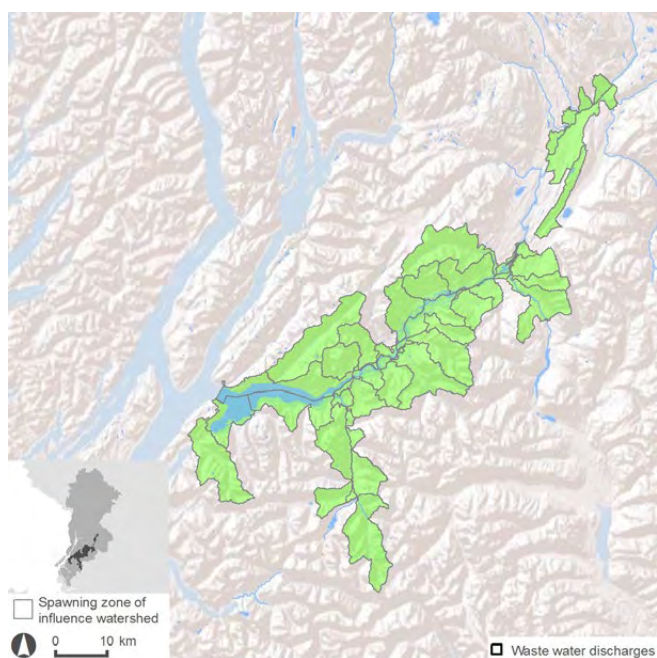 Spawning zone of
influence watershed
0 10 km
Waste water discharges